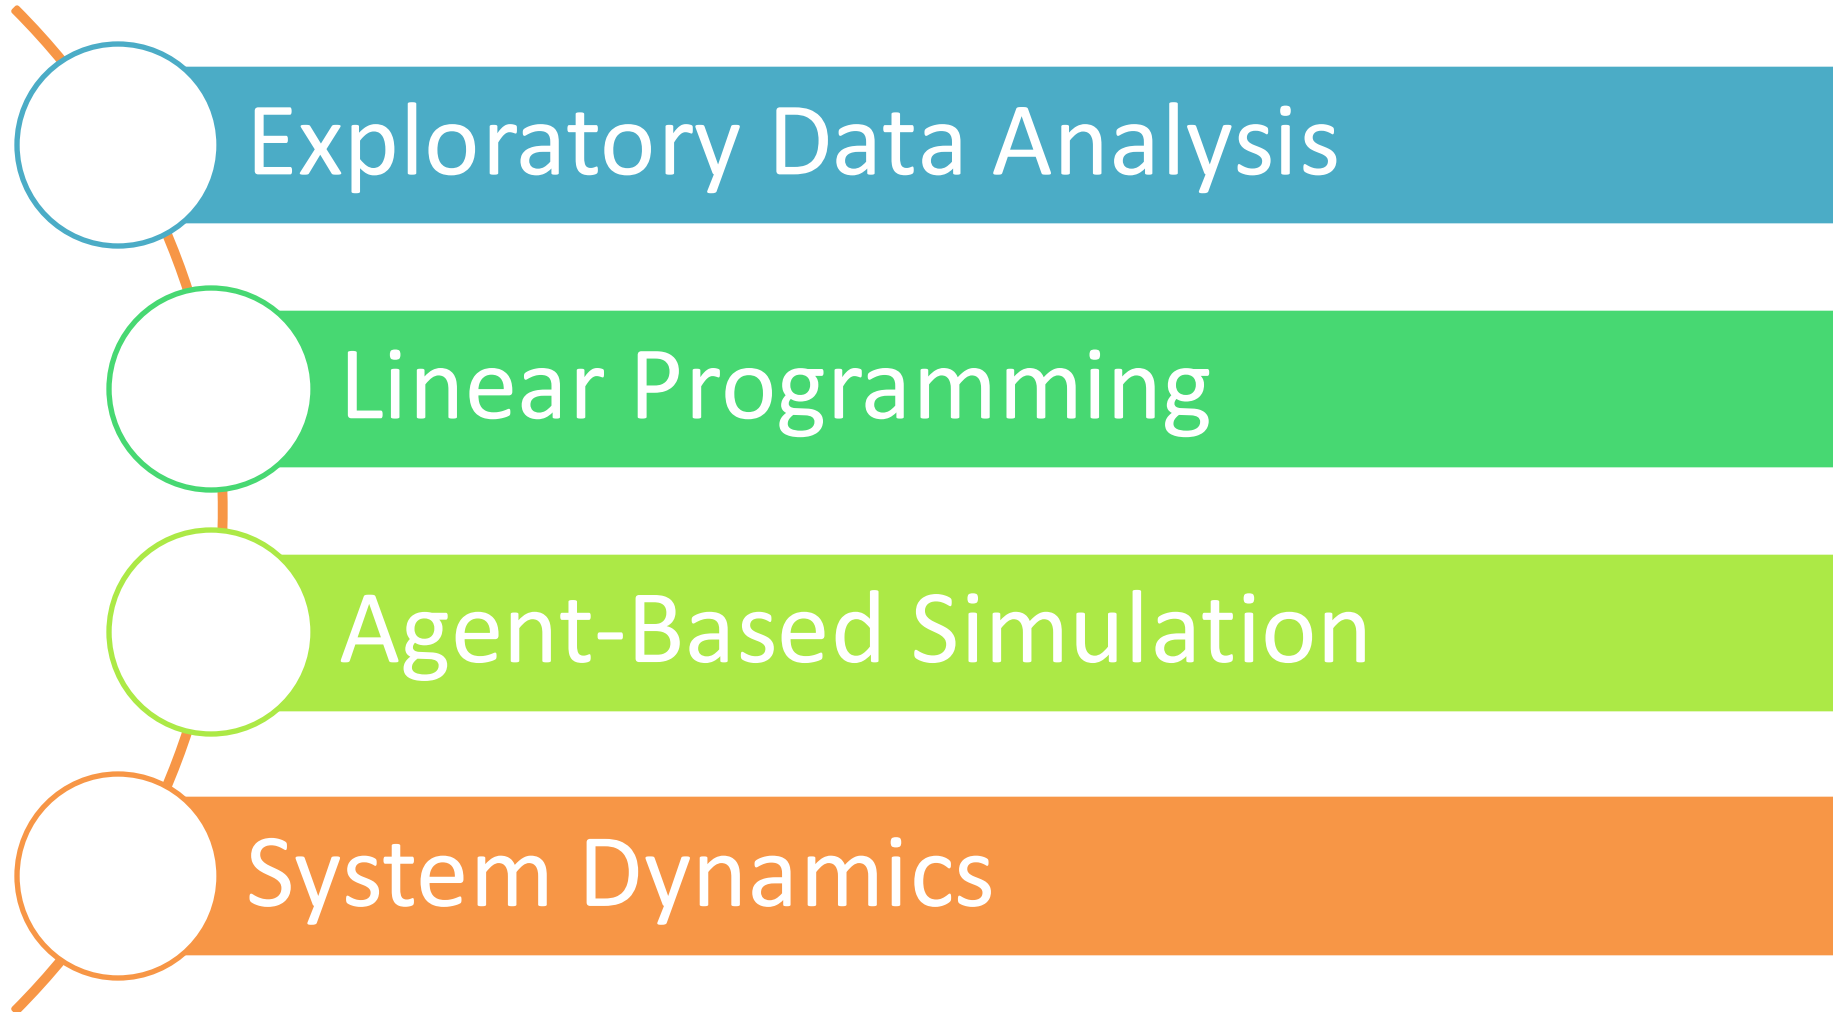 Exploratory Data Analysis
Linear Programming
Agent-Based Simulation
System Dynamics